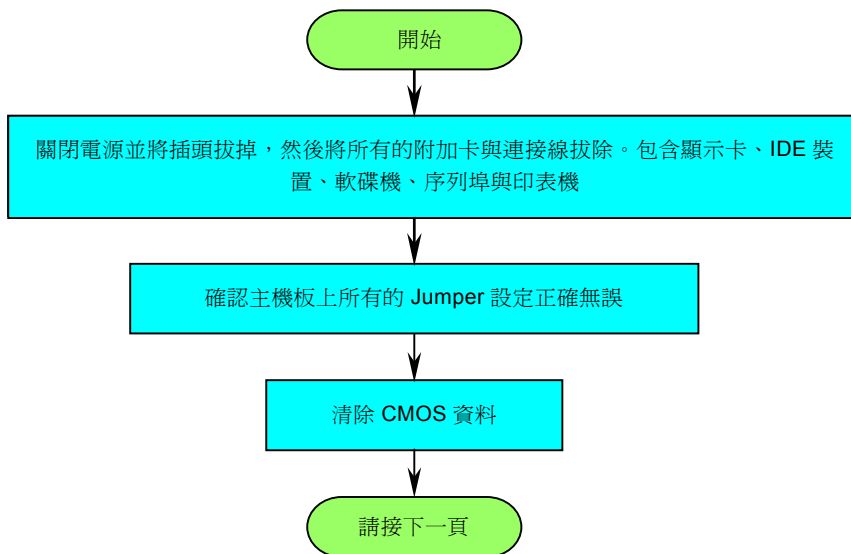 開始
關閉電源並將插頭拔掉，然後將所有的附加卡與連接線拔除。包含顯示卡、IDE 裝
置、軟碟機、序列埠與印表機
確認主機板上所有的 Jumper 設定正確無誤
清除 CMOS 資料
請接下一頁